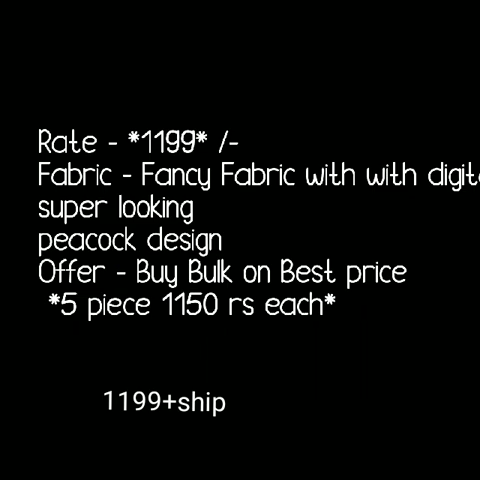 Rate - *1199* /-
Fabric - Fancy Fabric with with digit
super looking
peacock design
Offer - Buy Bulk on Best price
*5 piece 1150 rs each*
1199+ship